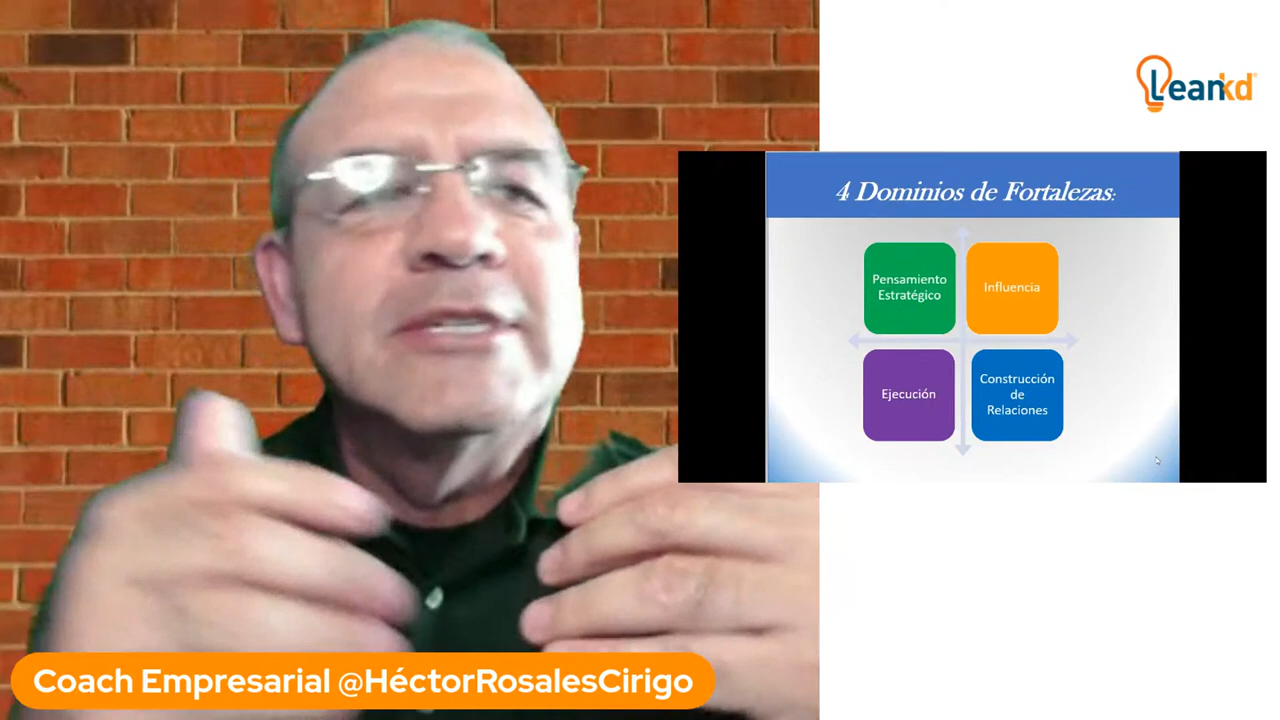 Leankd
4 Dominios de Fortalezas:
Pensamiento
Estratégico
Influencia
Ejecución
Construcción
de
Relaciones
Coach Empresarial @HéctorRosalesCirigo